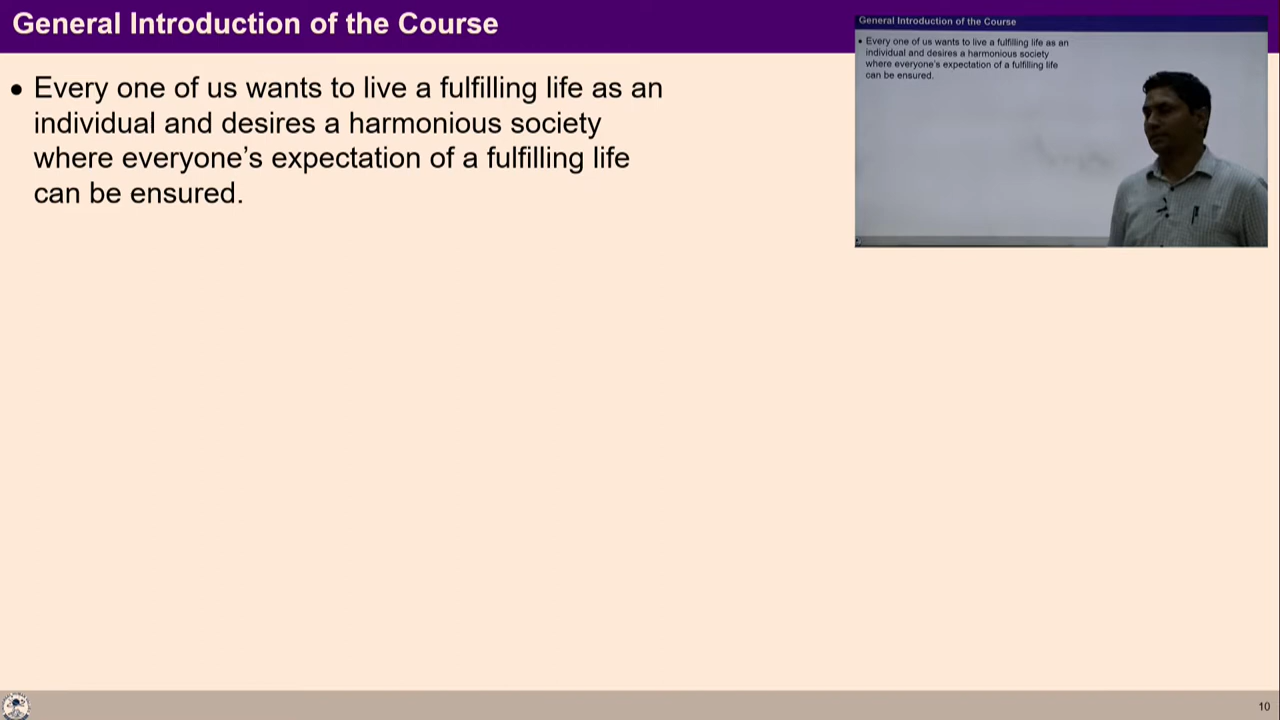 General Introduction of the Course
• Every one of us wants to live a fulfilling life as an
individual and desires a harmonious society
where everyone’s expectation of a fulfilling life
can be ensured.
General Introduction of the Course
• Every one of us wants to live a fulfilling life as an
individual and desires a harmonious society
where everyone's expectation of a fulfilling life
can be ensured.
10